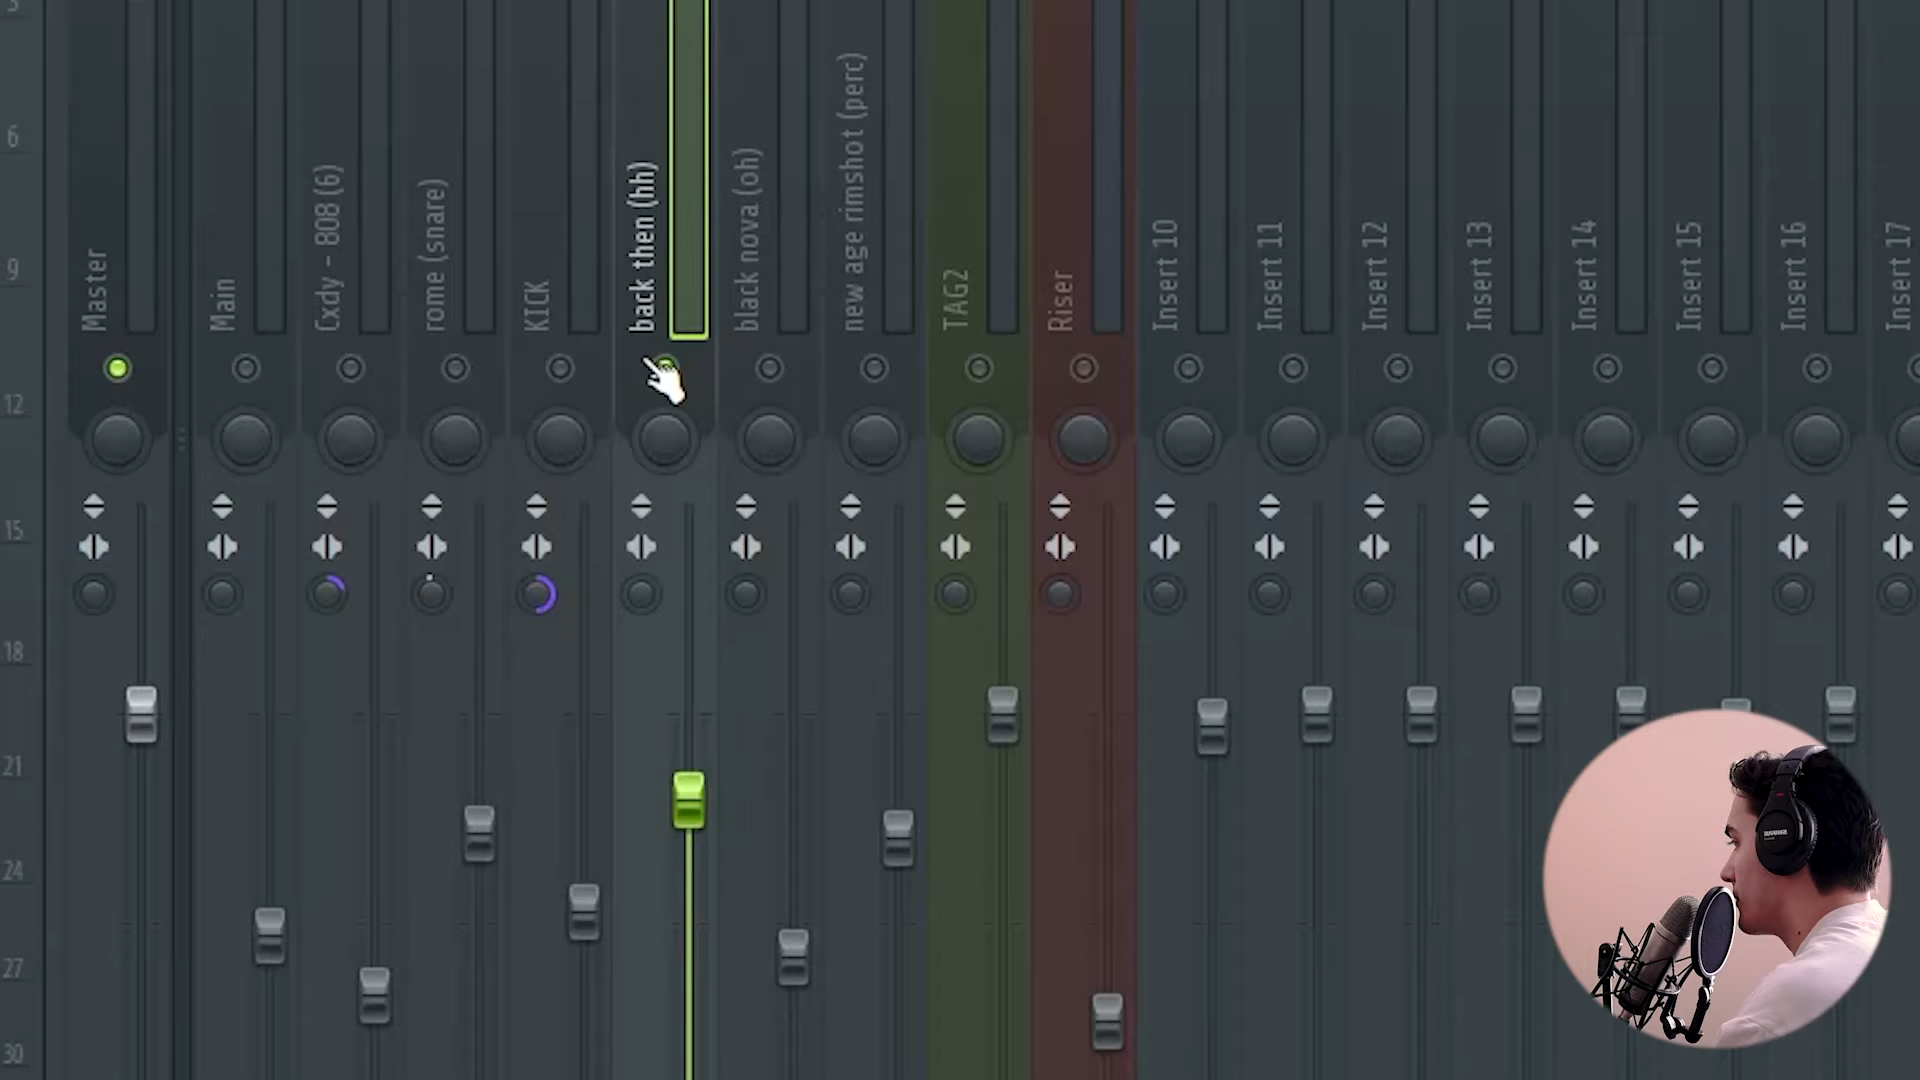 3
6
9
12
15
18
21
24
27
30
Master
Main
Cxdy - 808 (6)
rome (snare)
KICK
back then (hh)
black nova (oh)
new age rimshot (perc)
TAG2
Riser
Insert 10
Insert 11
Insert 12
Insert 13
Insert 14
Insert 15
Insert 16
Insert 17